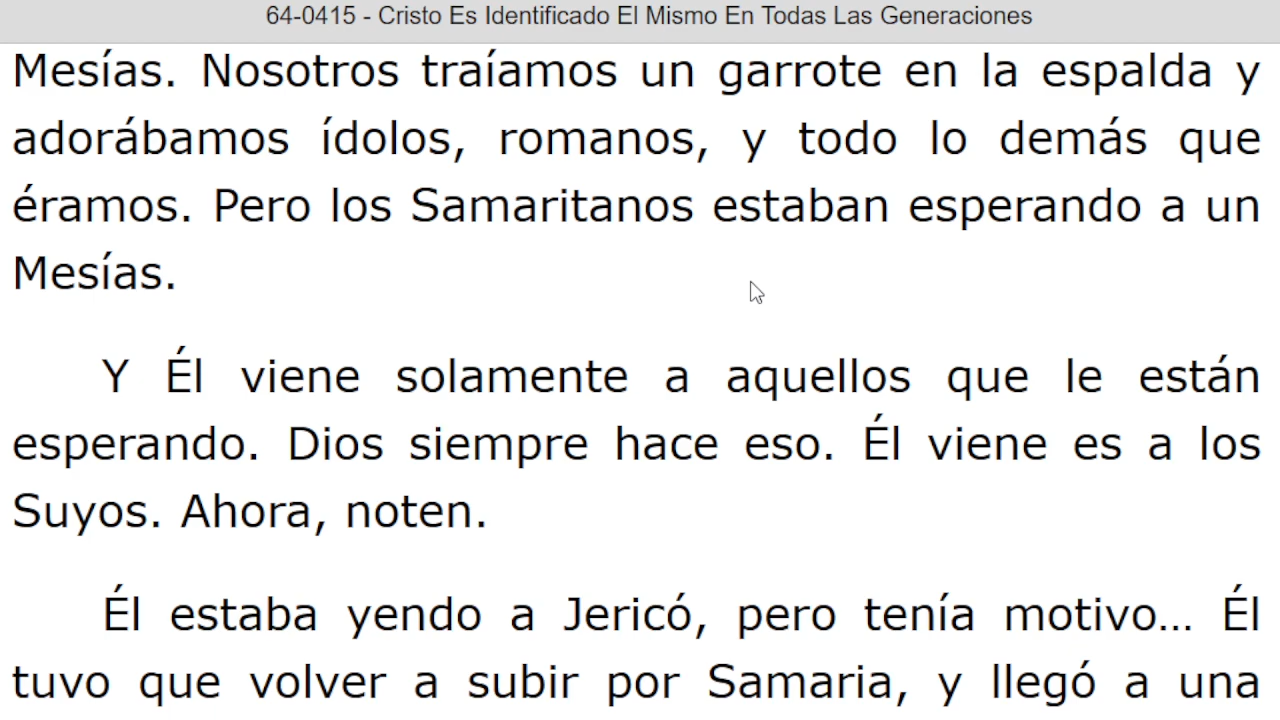 64-0415 - Cristo Es Identificado El Mismo En Todas Las Generaciones
Mesías. Nosotros traíamos un garrote en la espalda y
adorábamos ídolos, romanos, y todo lo demás que
éramos. Pero los Samaritanos estaban esperando a un
Mesías.
Y Él viene solamente a aquellos que le están
esperando. Dios siempre hace eso. Él viene es a los
Suyos. Ahora, noten.
Él estaba yendo a Jericó, pero tenía motivo... Él
tuvo que volver a subir por Samaria, y llegó a una